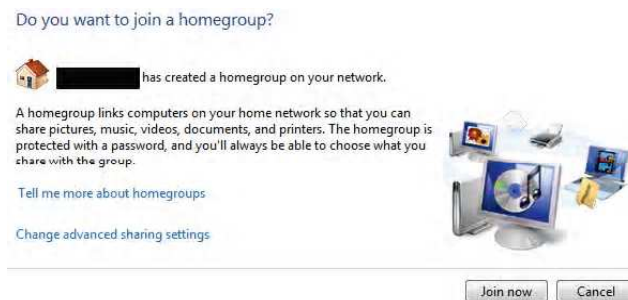 Do you want to join a homegroup?
has created a homegroup on your network.
A homegroup links computers on your home network so that you can
share pictures, music, videos, documents, and printers. The homegroup is
protected with a password, and you'll always be able to choose what you
share with the group.
Tell me more about homegroups
Change advanced sharing settings
Join now Cancel